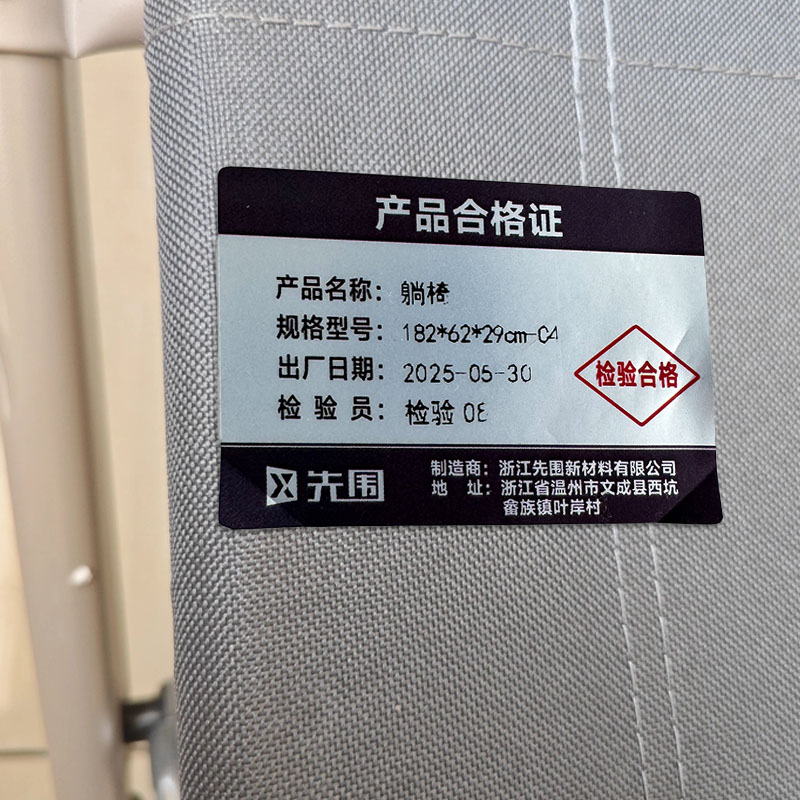 产品合格证
产品名称：躺椅
规格型号：182*62*29cm-04
出厂日期：2025-05-30
检验合格
检 验 员：检验
先围
制造商：浙江先围新材料有限公司
地 址：浙江省温州市文成县西坑
畲族镇叶岸村